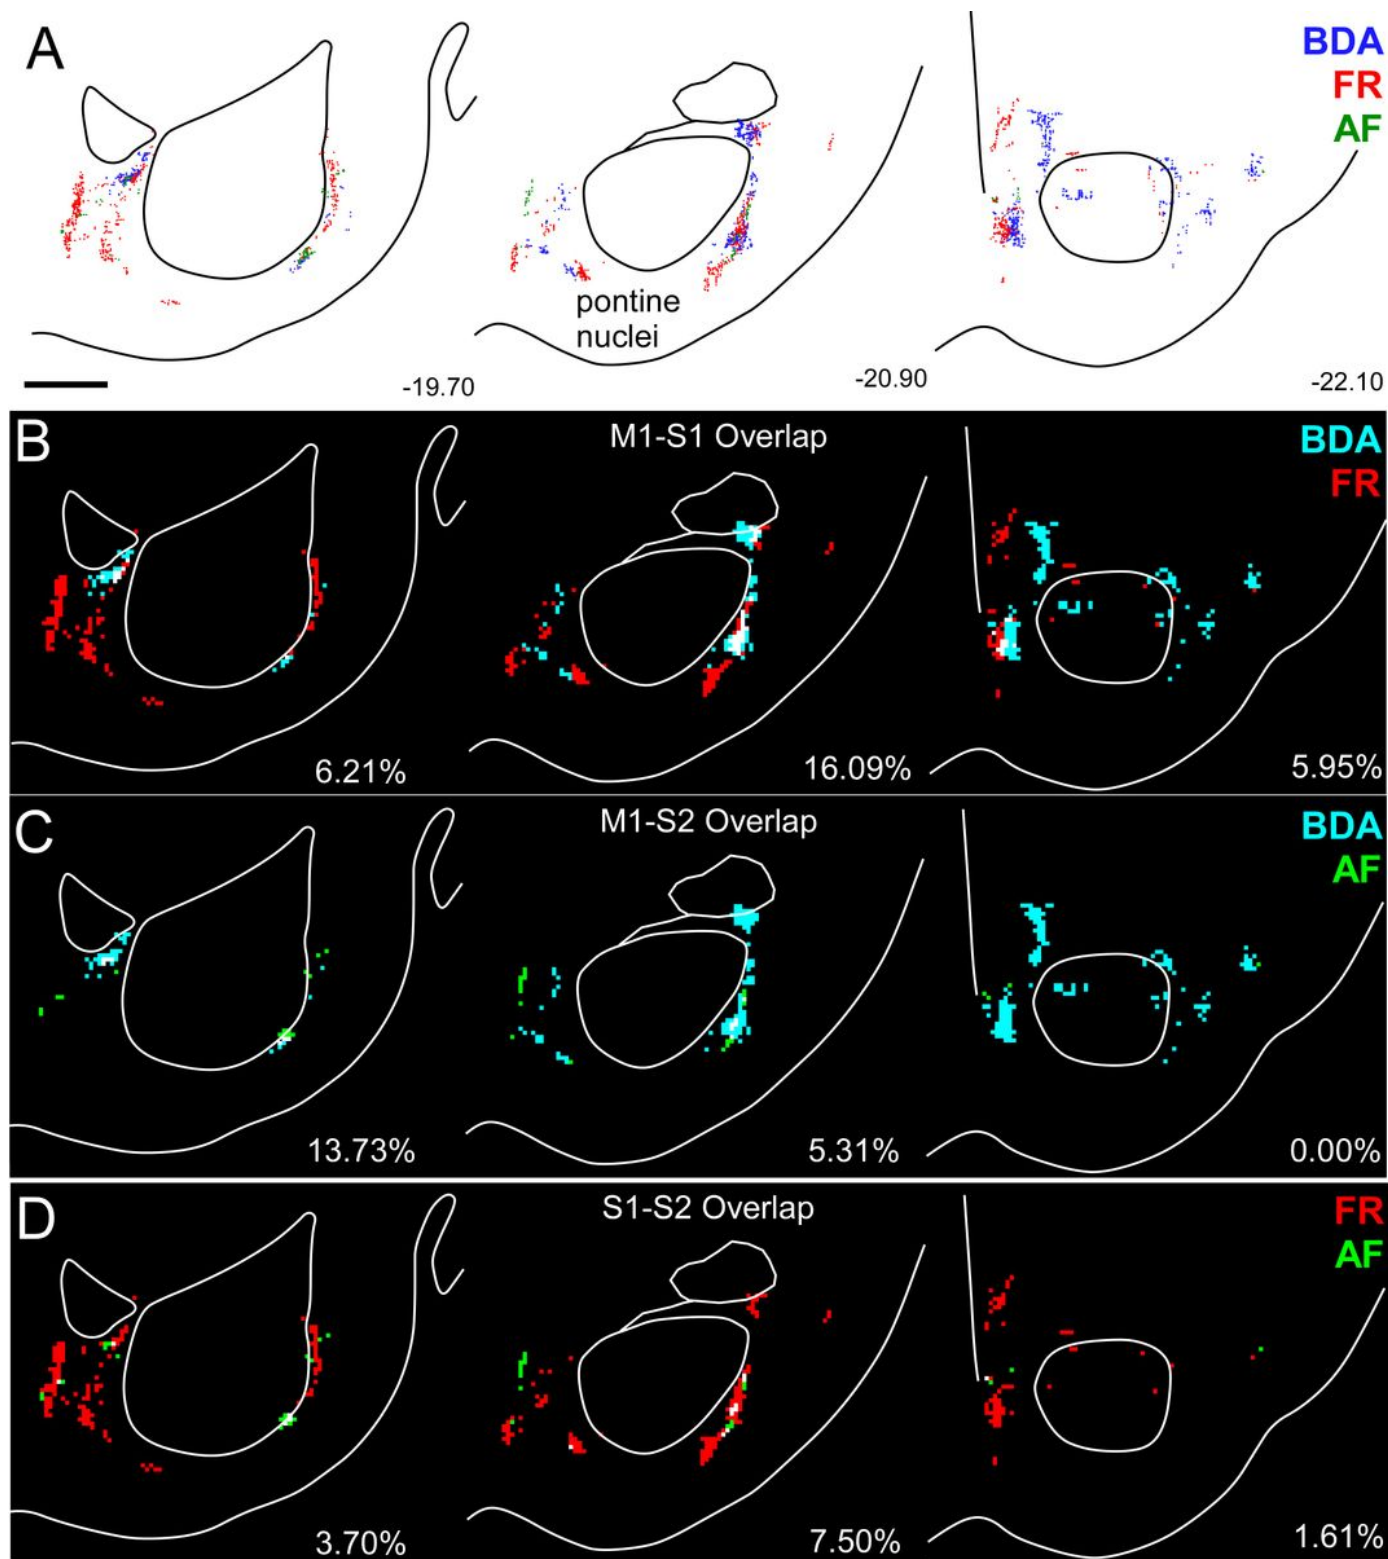 A
BDA
FR
AF
pontine
nuclei
-19.70
-20.90
-22.10
B
M1-S1 Overlap
BDA
FR
6.21%
16.09%
5.95%
C
M1-S2 Overlap
BDA
AF
13.73%
5.31%
0.00%
D
S1-S2 Overlap
FR
AF
3.70%
7.50%
1.61%